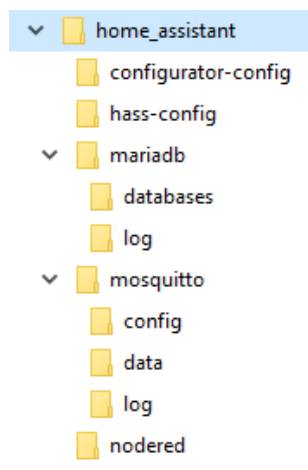 home_assistant
configurator-config
hass-config
mariadb
databases
log
mosquitto
config
data
log
nodered